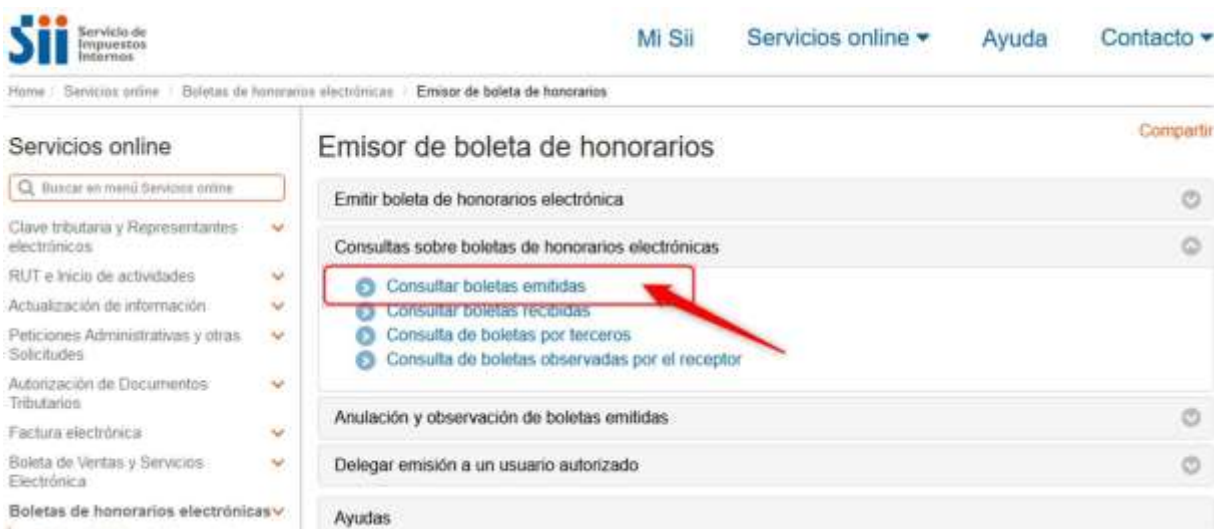 Sii Servicio de
Impuestos
Internos
Mi Sii Servicios online Ayuda Contacto
Home / Servicios online / Boletas de honorarios electrónicas / Emisor de boleta de honorarios
Servicios online
Buscar en menú Servicios online
Clave tributaria y Representantes
electrónicos
RUT e Inicio de actividades
Actualización de información
Peticiones Administrativas y otras
Solicitudes
Autorización de Documentos
Tributarios
Factura electrónica
Boleta de Ventas y Servicios
Electrónica
Boletas de honorarios electrónicas
Compartir
Emisor de boleta de honorarios
Emitir boleta de honorarios electrónica
Consultas sobre boletas de honorarios electrónicas
Consultar boletas emitidas
Consultar boletas recibidas
Consulta de boletas por terceros
Consulta de boletas observadas por el receptor
Anulación y observación de boletas emitidas
Delegar emisión a un usuario autorizado
Ayudas